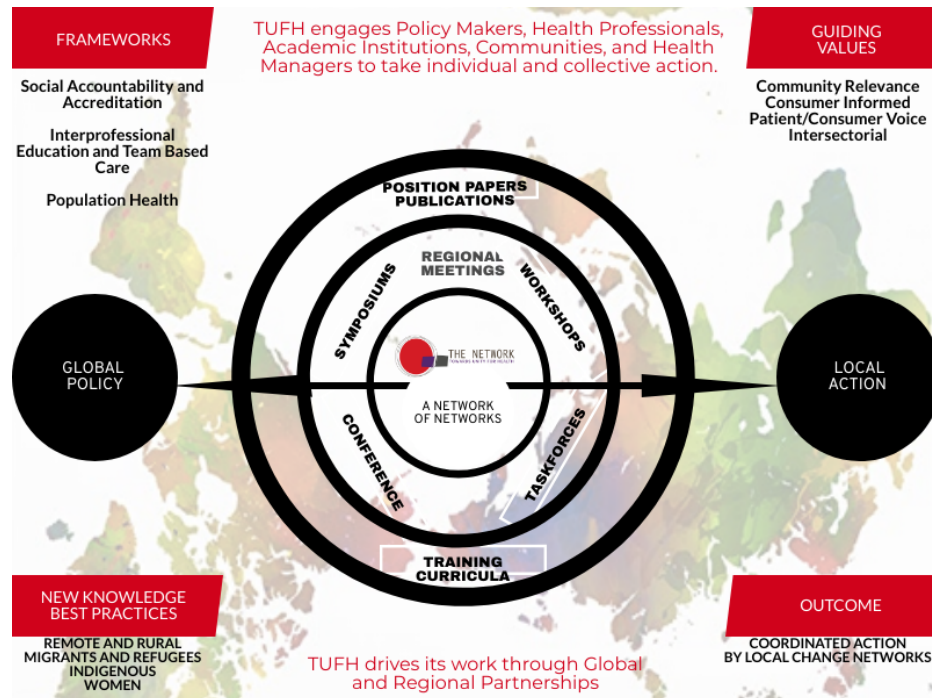 FRAMEWORKS
TUFH engages Policy Makers, Health Professionals,
Academic Institutions, Communities, and Health
Managers to take individual and collective action.
GUIDING
VALUES
Social Accountability and
Accreditation
Interprofessional
Education and Team Based
Care
Population Health
Community Relevance
Consumer Informed
Patient/Consumer Voice
Intersectorial
POSITION PAPERS
PUBLICATIONS
REGIONAL
MEETINGS
SYMPOSIUMS
WORKSHOPS
GLOBAL
POLICY
THE NETWORK
TOWARDS UNITY FOR HEALTH
A NETWORK
OF NETWORKS
LOCAL
ACTION
CONFERENCE
TASKFORCES
TRAINING
CURRICULA
NEW KNOWLEDGE
BEST PRACTICES
REMOTE AND RURAL
MIGRANTS AND REFUGEES
INDIGENOUS
WOMEN
TUFH drives its work through Global
and Regional Partnerships
OUTCOME
COORDINATED ACTION
BY LOCAL CHANGE NETWORKS